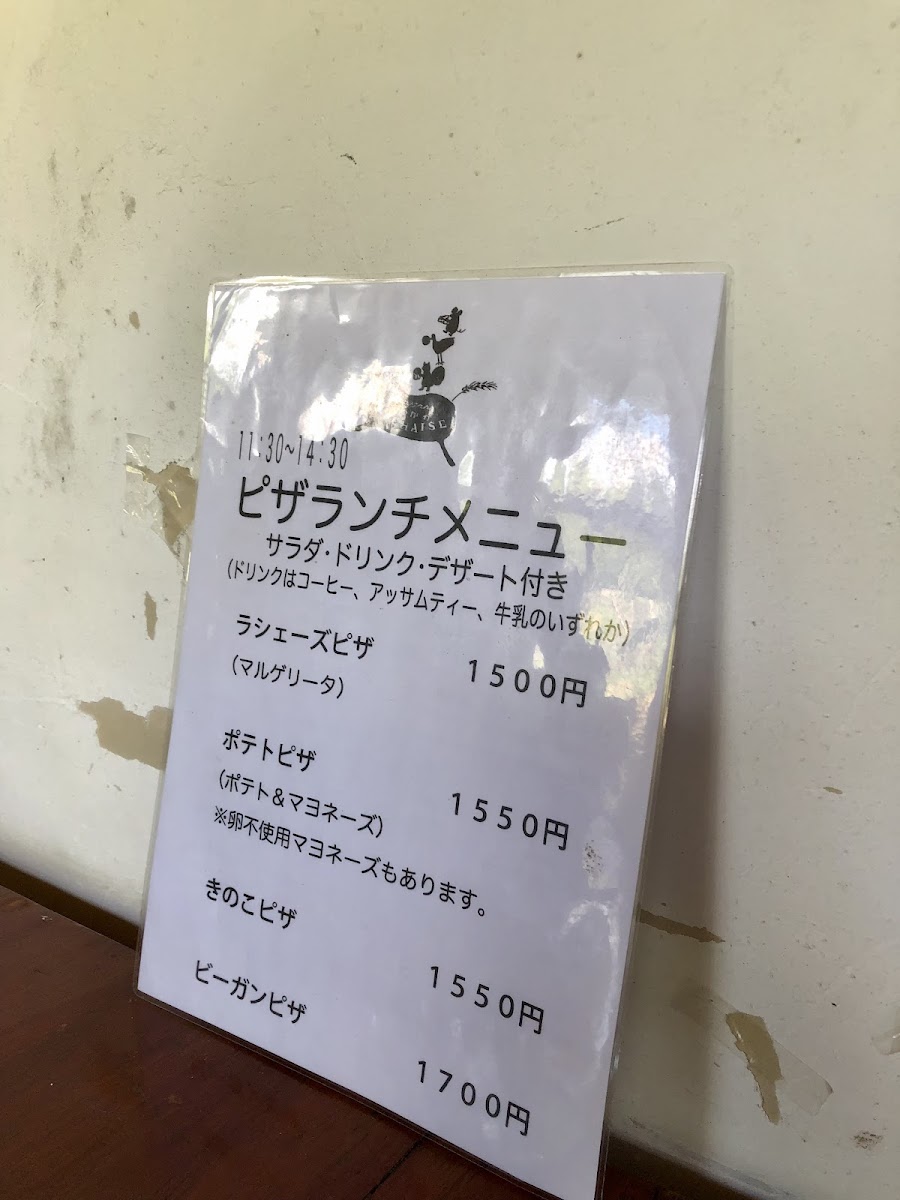 11:30~14:30
ピザランチメニュー
サラダ・ドリンク・デザート付き
(ドリンクはコーヒー、アッサムティー、牛乳のいずれか)
ラシェーズピザ 1500円
(マルゲリータ)
ポテトピザ
(ポテト＆マヨネーズ) 1550円
※卵不使用マヨネーズもあります。
きのこピザ 1550円
ビーガンピザ 1700円